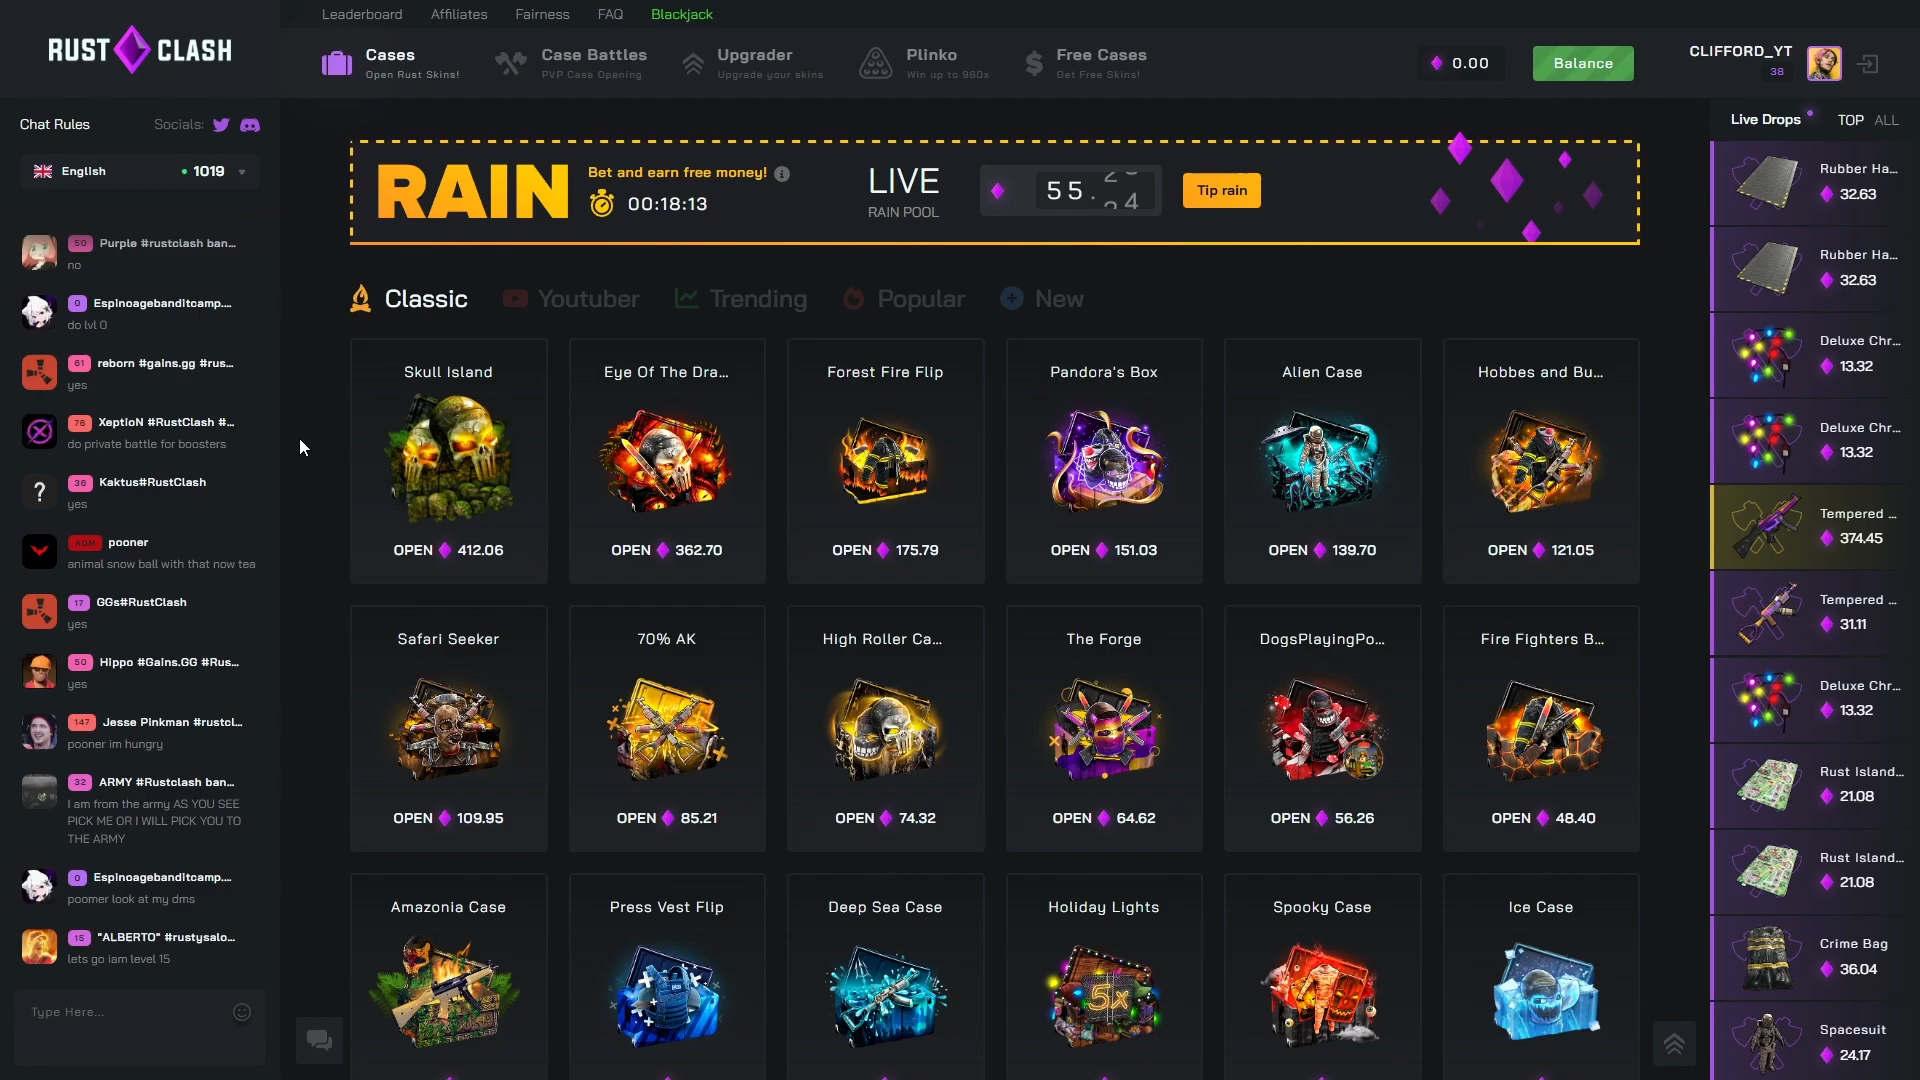 Leaderboard Affiliates Fairness FAQ Blackjack
RUST CLASH
Cases
Open Rust Skins!
Case Battles
PVP Case Opening
Upgrader
Upgrade your skins
Plinko
Win up to 960x
Free Cases
Get Free Skins!
0.00
Balance
CLIFFORD_YT
38
Chat Rules
Socials:
English
1019
50 Purple #rustclash ban...
no
0 Espinoagebanditcamp....
do lvl 0
61 reborn #gains.gg #rus...
yes
76 XeptioN #RustClash #...
do private battle for boosters
36 Kaktus#RustClash
yes
ADM pooner
animal snow ball with that now tea
17 GGs#RustClash
yes
50 Hippo #Gains.GG #Rus...
yes
147 Jesse Pinkman #rustcl...
pooner im hungry
32 ARMY #Rustclash ban...
I am from the army AS YOU SEE
PICK ME OR I WILL PICK YOU TO
THE ARMY
0 Espinoagebanditcamp....
poomer look at my dms
15 "ALBERTO" #rustysalo...
lets go iam level 15
Type Here...
RAIN
Bet and earn free money!
00:18:13
LIVE
RAIN POOL
55.
Tip rain
Classic Youtuber Trending Popular New
Skull Island
OPEN 412.06
Eye Of The Dra...
OPEN 362.70
Forest Fire Flip
OPEN 175.79
Pandora's Box
OPEN 151.03
Alien Case
OPEN 139.70
Hobbes and Bu...
OPEN 121.05
Safari Seeker
OPEN 109.95
70% AK
OPEN 85.21
High Roller Ca...
OPEN 74.32
The Forge
OPEN 64.62
DogsPlayingPo...
OPEN 56.26
Fire Fighters B...
OPEN 48.40
Amazonia Case
Press Vest Flip
Deep Sea Case
Holiday Lights
5x
Spooky Case
Ice Case
Live Drops TOP ALL
Rubber Ha...
32.63
Rubber Ha...
32.63
Deluxe Chr...
13.32
Deluxe Chr...
13.32
Tempered ...
374.45
Tempered ...
31.11
Deluxe Chr...
13.32
Rust Island...
21.08
Rust Island...
21.08
Crime Bag
36.04
Spacesuit
24.17